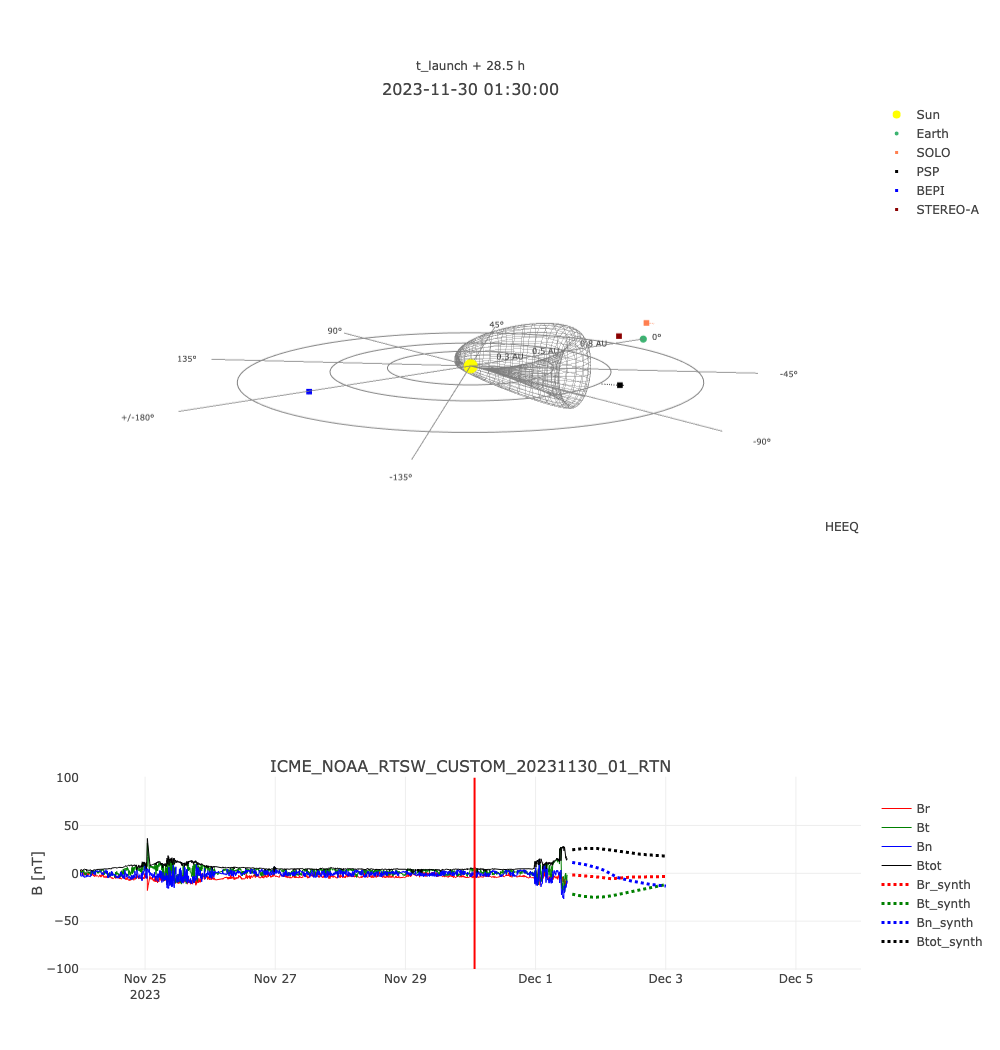 t_launch + 28.5 h
2023-11-30 01:30:00
Sun
Earth
SOLO
PSP
BEPI
STEREO-A
45°
90°
0°
0.8 AU
0.5 AU
0.3 AU
135°
-45°
+/-180°
-90°
-135°
HEEQ
ICME_NOAA_RTSW_CUSTOM_20231130_01_RTN
100
50
0
−50
−100
B [nT]
Br
Bt
Bn
Btot
Br_synth
Bt_synth
Bn_synth
Btot_synth
Nov 25
2023
Nov 27
Nov 29
Dec 1
Dec 3
Dec 5